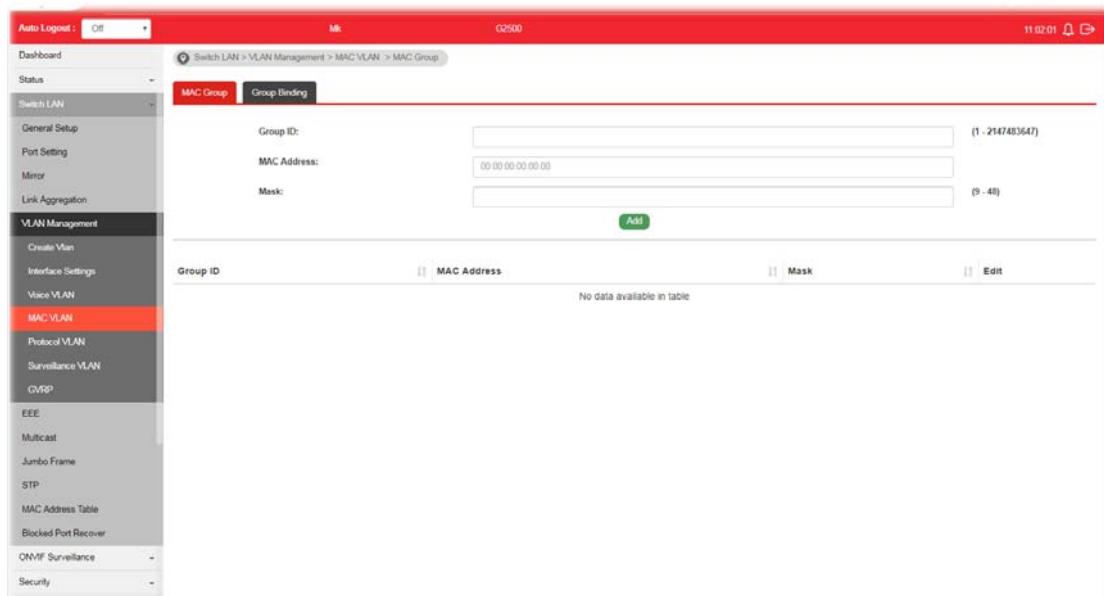 Auto Logout : Off Mk G2500 11:02:01
Switch LAN > VLAN Management > MAC VLAN > MAC Group
MAC Group Group Binding
Group ID: (1 - 2147483647)
MAC Address: 00:00:00:00:00:00
Mask: (9 - 48)
Add
Group ID MAC Address Mask Edit
No data available in table
Dashboard
Status
Switch LAN
General Setup
Port Setting
Mirror
Link Aggregation
VLAN Management
Create Vlan
Interface Settings
Voice VLAN
MAC VLAN
Protocol VLAN
Surveillance VLAN
GVRP
EEE
Multicast
Jumbo Frame
STP
MAC Address Table
Blocked Port Recover
ONVIF Surveillance
Security